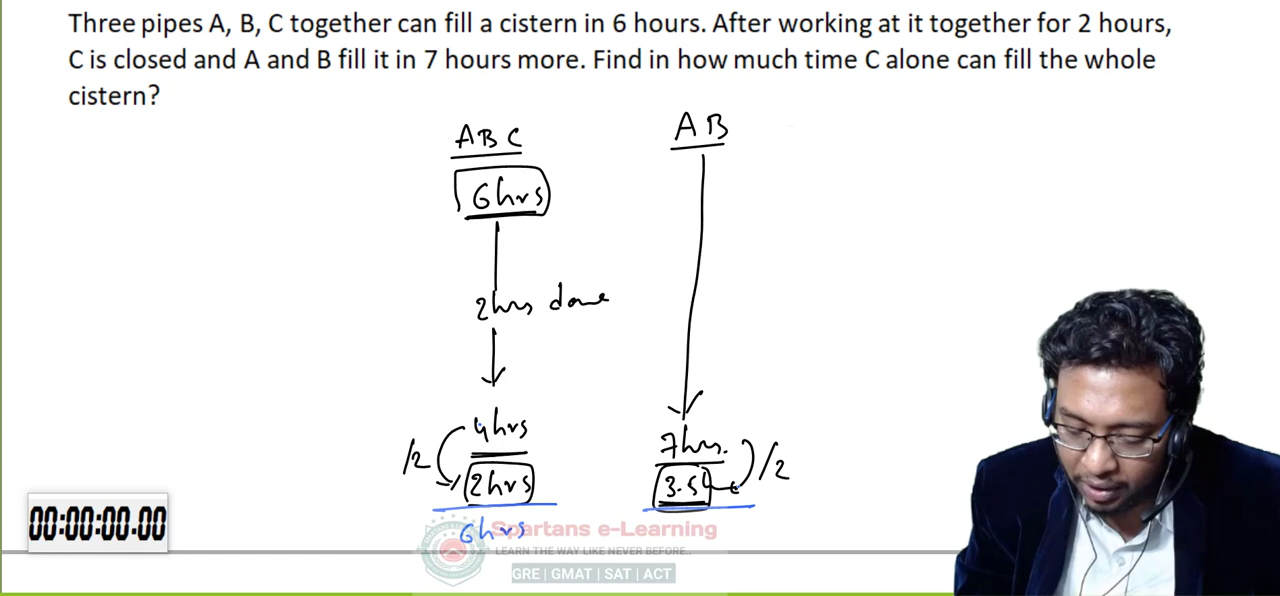 Three pipes A, B, C together can fill a cistern in 6 hours. After working at it together for 2 hours,
C is closed and A and B fill it in 7 hours more. Find in how much time C alone can fill the whole
cistern?
ABC
6hrs
2hrs done
4hrs
/2
2hrs
6hrs
AB
7hrs.
/2
3.5
00:00:00.00
Spartans e-Learning
LEARN THE WAY LIKE NEVER BEFORE..
GRE | GMAT | SAT | ACT